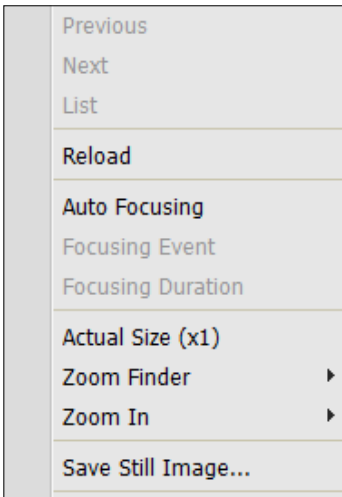 Previous
Next
List
Reload
Auto Focusing
Focusing Event
Focusing Duration
Actual Size (x1)
Zoom Finder
Zoom In
Save Still Image...